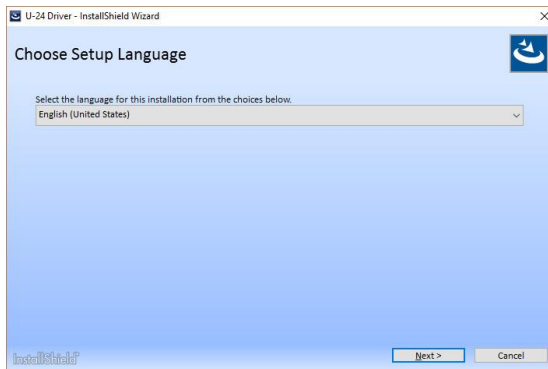 U-24 Driver - InstallShield Wizard
Choose Setup Language
Select the language for this installation from the choices below.
English (United States)
InstallShield
Next >
Cancel